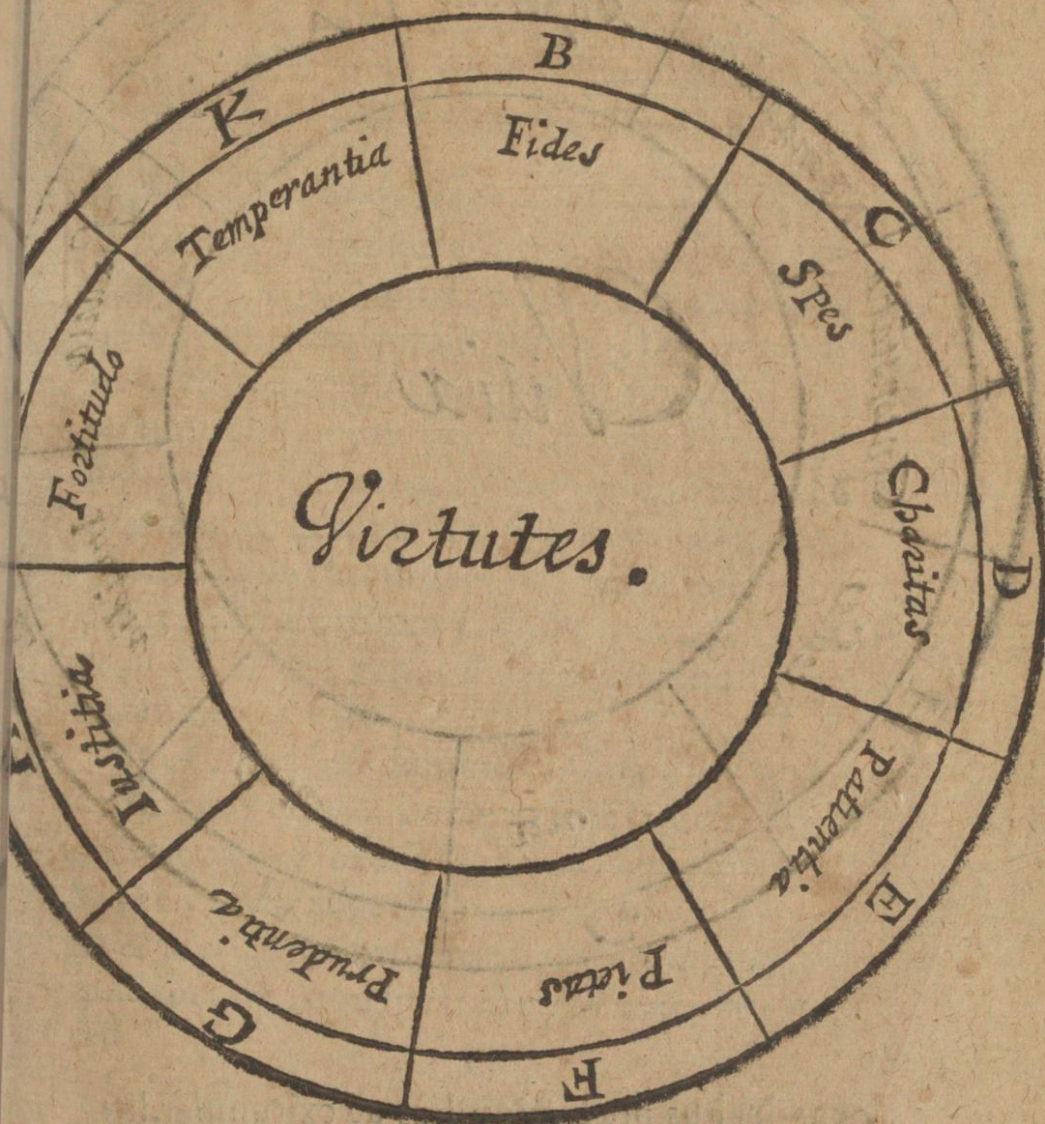 B
Fides
C
Spes
D
Charitas
E
Patientia
F
Pietas
G
Prudentia
Iustitia
Fortitudo
K
Temperantia
Virtutes.